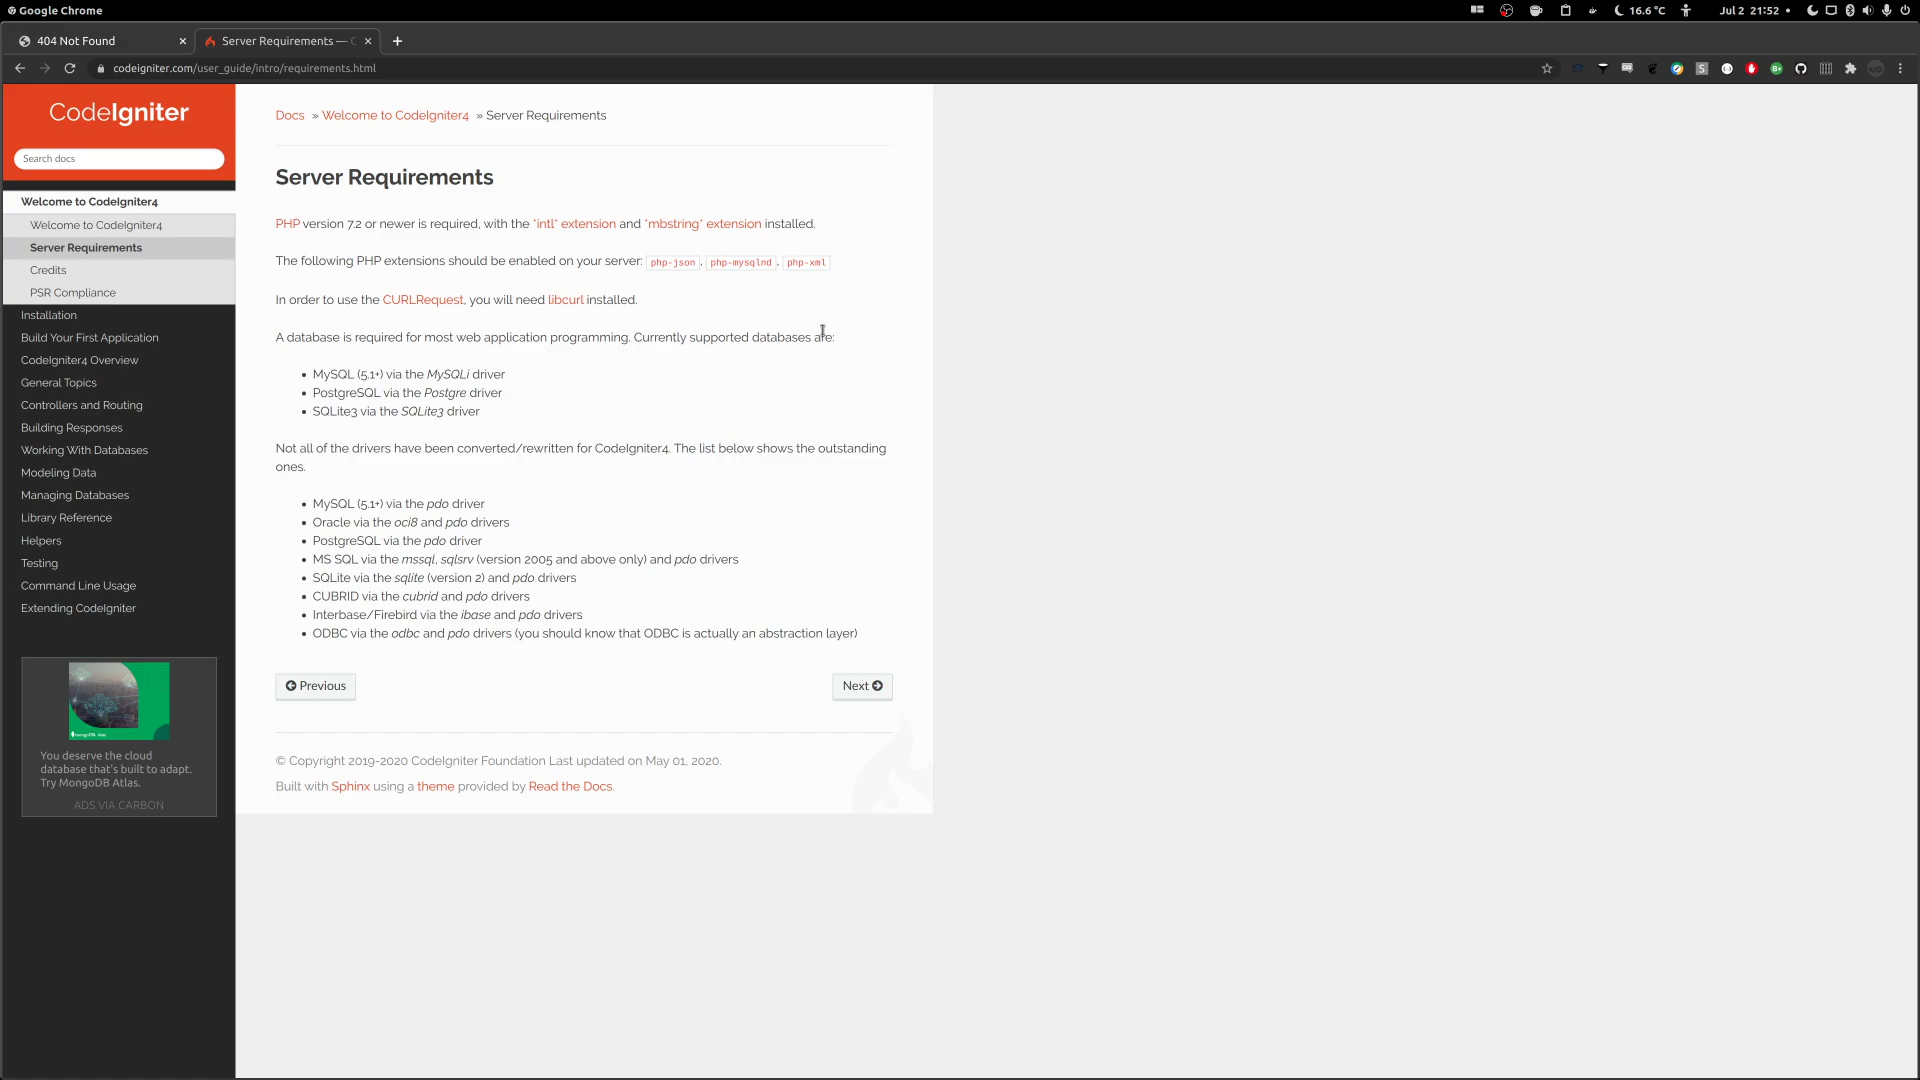 Google Chrome
16.6 °C
Jul 2 21:52
404 Not Found
Server Requirements — C
codeigniter.com/user_guide/intro/requirements.html
CodeIgniter
Search docs
Welcome to CodeIgniter4
Welcome to CodeIgniter4
Server Requirements
Credits
PSR Compliance
Installation
Build Your First Application
CodeIgniter4 Overview
General Topics
Controllers and Routing
Building Responses
Working With Databases
Modeling Data
Managing Databases
Library Reference
Helpers
Testing
Command Line Usage
Extending CodeIgniter
mongoDB. Atlas
You deserve the cloud
database that's built to adapt.
Try MongoDB Atlas.
ADS VIA CARBON
Docs » Welcome to CodeIgniter4 » Server Requirements
Server Requirements
PHP version 7.2 or newer is required, with the *intl* extension and *mbstring* extension installed.
The following PHP extensions should be enabled on your server: php-json, php-mysqlnd, php-xml
In order to use the CURLRequest, you will need libcurl installed.
A database is required for most web application programming. Currently supported databases are:
• MySQL (5.1+) via the MySQLi driver
• PostgreSQL via the Postgre driver
• SQLite3 via the SQLite3 driver
Not all of the drivers have been converted/rewritten for CodeIgniter4. The list below shows the outstanding
ones.
• MySQL (5.1+) via the pdo driver
• Oracle via the oci8 and pdo drivers
• PostgreSQL via the pdo driver
• MS SQL via the mssql, sqlsrv (version 2005 and above only) and pdo drivers
• SQLite via the sqlite (version 2) and pdo drivers
• CUBRID via the cubrid and pdo drivers
• Interbase/Firebird via the ibase and pdo drivers
• ODBC via the odbc and pdo drivers (you should know that ODBC is actually an abstraction layer)
Previous
Next
© Copyright 2019-2020 CodeIgniter Foundation Last updated on May 01, 2020.
Built with Sphinx using a theme provided by Read the Docs.